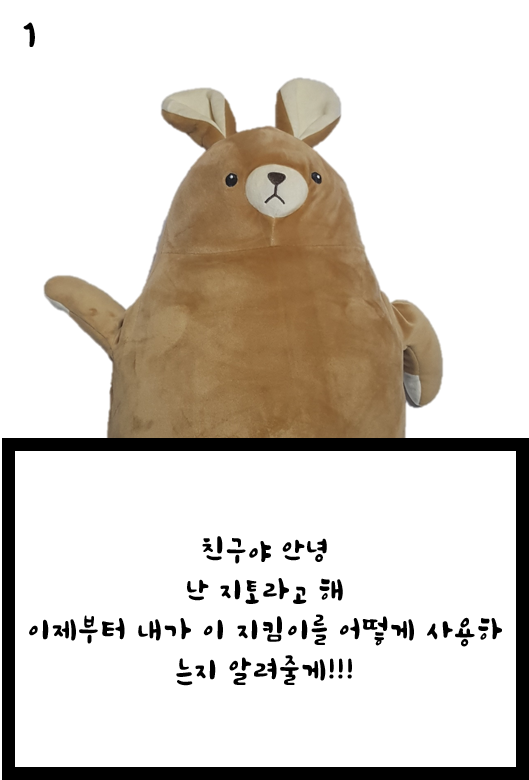 1
친구야 안녕
난 지토라고 해
이제부터 내가 이 지킴이를 어떻게 사용하
는지 알려줄게!!!